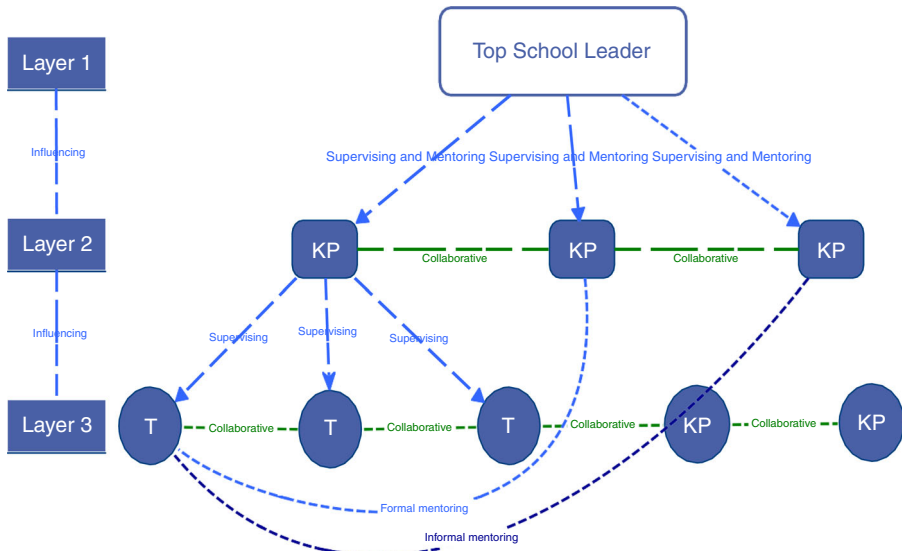 Top School Leader
Layer 1
Influencing
Supervising and Mentoring Supervising and Mentoring Supervising and Mentoring
Layer 2
KP
KP
KP
Collaborative
Collaborative
Influencing
Supervising
Supervising
Supervising
Layer 3
T
Collaborative
T
Collaborative
T
Collaborative
KP
Collaborative
KP
Formal mentoring
Informal mentoring